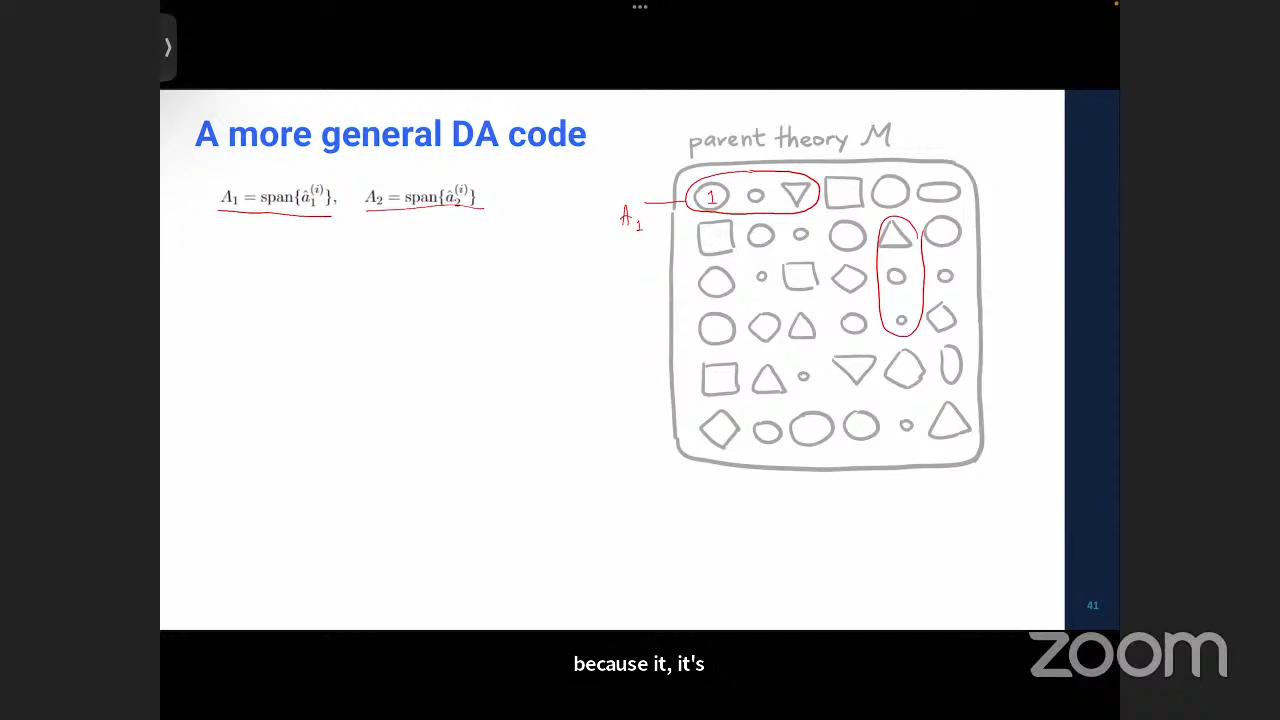 A more general DA code
parent theory M
A₁ = span{â₁⁽ⁱ⁾}, A₂ = span{â₂⁽ⁱ⁾}
1
A₁
41
because it, it's
zoom